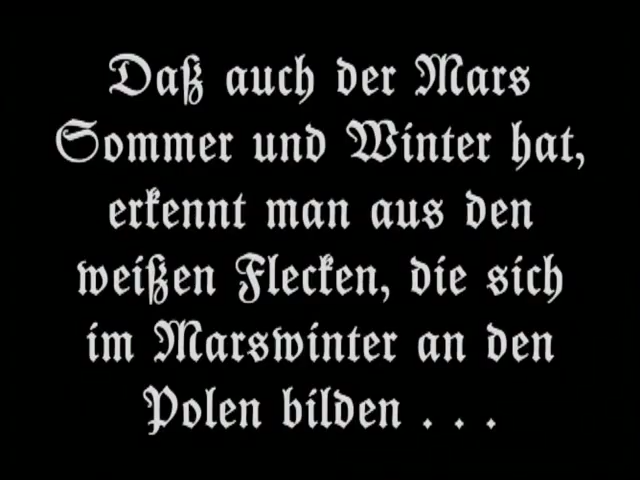 Daß auch der Mars
Sommer und Winter hat,
erkennt man aus den
weißen Flecken, die sich
im Marswinter an den
Polen bilden . . .